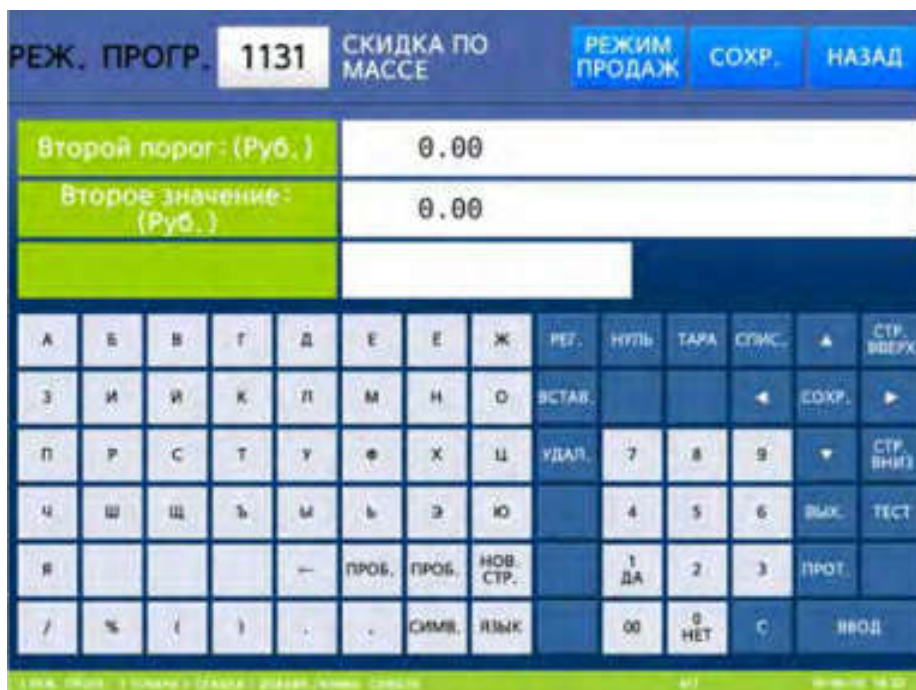 РЕЖ. ПРОГР. 1131 СКИДКА ПО МАССЕ РЕЖИМ ПРОДАЖ СОХР. НАЗАД
Второй порог:(Руб.) 0.00
Второе значение:(Руб.) 0.00
А Б В Г Д Е Ё Ж РЕГ. НУЛЬ ТАРА СПИС. ▲ СТР. ВВЕРХ
З И Й К Л М Н О ВСТАВ. ◀ СОХР. ▶
П Р С Т У Ф Х Ц УДАЛ. 7 8 9 ▼ СТР. ВНИЗ
Ч Ш Щ Ъ Ы Ь Э Ю 4 5 6 ВЫХ. ТЕСТ
Я ← ПРОБ. ПРОБ. НОВ. СТР. 1 ДА 2 3 ПРОТ.
/ % ( ) . СИМВ. ЯЗЫК 00 0 НЕТ С ВВОД